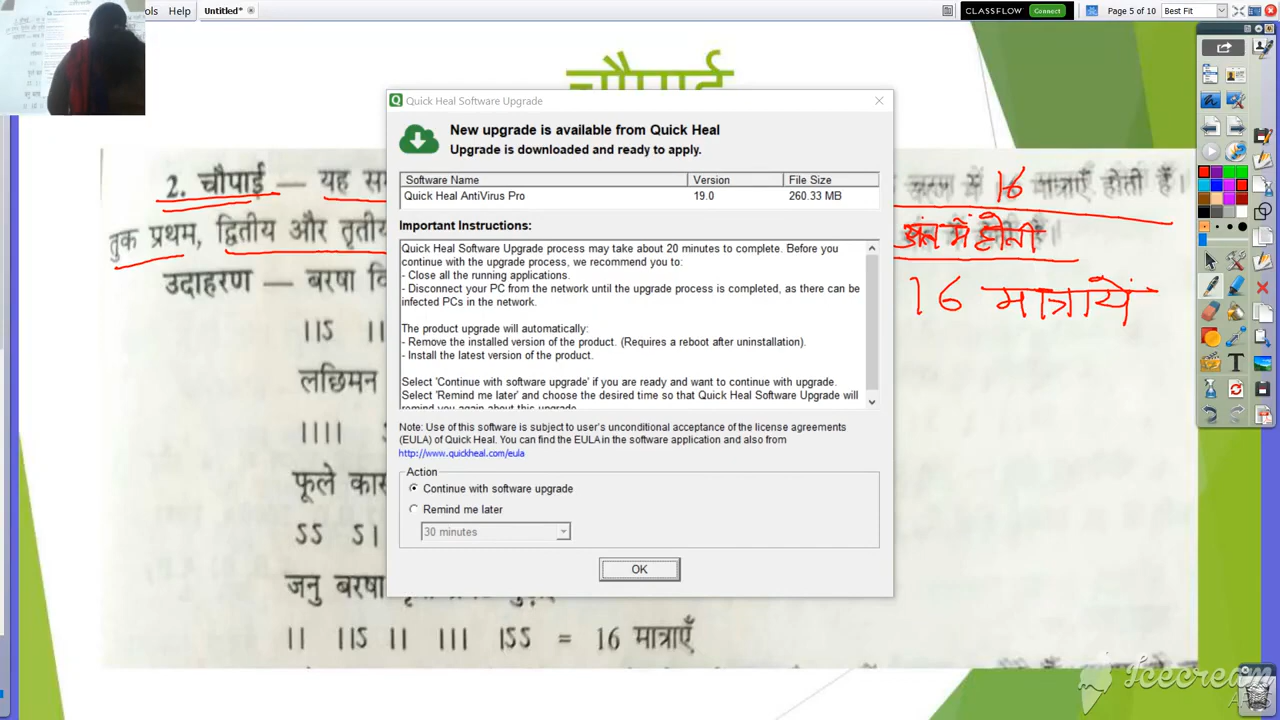 ols Help Untitled*
CLASSFLOW Connect
Page 5 of 10 Best Fit
चौपाई
Quick Heal Software Upgrade
New upgrade is available from Quick Heal
Upgrade is downloaded and ready to apply.
Software Name Version File Size
Quick Heal AntiVirus Pro 19.0 260.33 MB
Important Instructions:
Quick Heal Software Upgrade process may take about 20 minutes to complete. Before you
continue with the upgrade process, we recommend you to:
- Close all the running applications.
- Disconnect your PC from the network until the upgrade process is completed, as there can be
infected PCs in the network.
The product upgrade will automatically:
- Remove the installed version of the product. (Requires a reboot after uninstallation).
- Install the latest version of the product.
Select 'Continue with software upgrade' if you are ready and want to continue with upgrade.
Select 'Remind me later' and choose the desired time so that Quick Heal Software Upgrade will
remind you again about this upgrade
Note: Use of this software is subject to user's unconditional acceptance of the license agreements
(EULA) of Quick Heal. You can find the EULA in the software application and also from
http://www.quickheal.com/eula
Action
Continue with software upgrade
Remind me later
30 minutes
OK
2. चौपाई — यह चरण में 16 मात्राएँ होती हैं।
तुक प्रथम, द्वितीय और तृतीय अंत में होनी
उदाहरण — बरषा 16 मात्रायें
।।ऽ
लछिमन
।।।।
फूले कास
ऽऽ ऽ।
जनु बरषा
।। ।।ऽ ।। ।।। ।ऽऽ = 16 मात्राएँ
Icecream
APPS